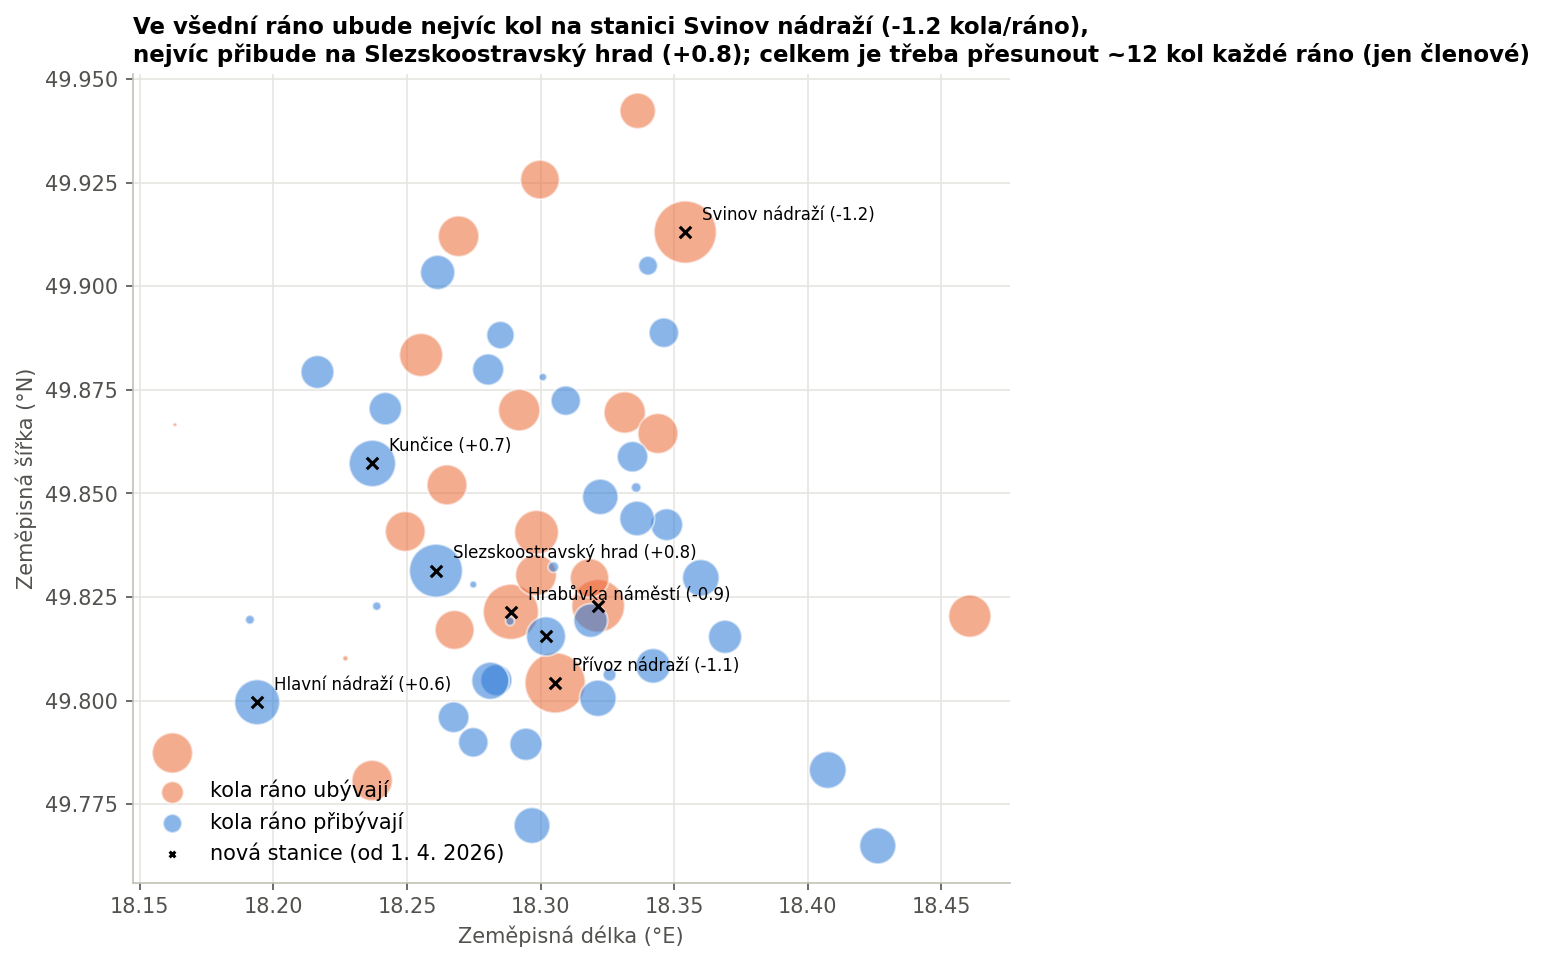 Ve všední ráno ubude nejvíc kol na stanici Svinov nádraží (-1.2 kola/ráno),
nejvíc přibude na Slezskoostravský hrad (+0.8); celkem je třeba přesunout ~12 kol každé ráno (jen členové)
49.950
49.925
49.900
49.875
49.850
49.825
49.800
49.775
Zeměpisná šířka (°N)
Svinov nádraží (-1.2)
Kunčice (+0.7)
Slezskoostravský hrad (+0.8)
Hrabůvka náměstí (-0.9)
Přívoz nádraží (-1.1)
Hlavní nádraží (+0.6)
kola ráno ubývají
kola ráno přibývají
nová stanice (od 1. 4. 2026)
18.15
18.20
18.25
18.30
18.35
18.40
18.45
Zeměpisná délka (°E)